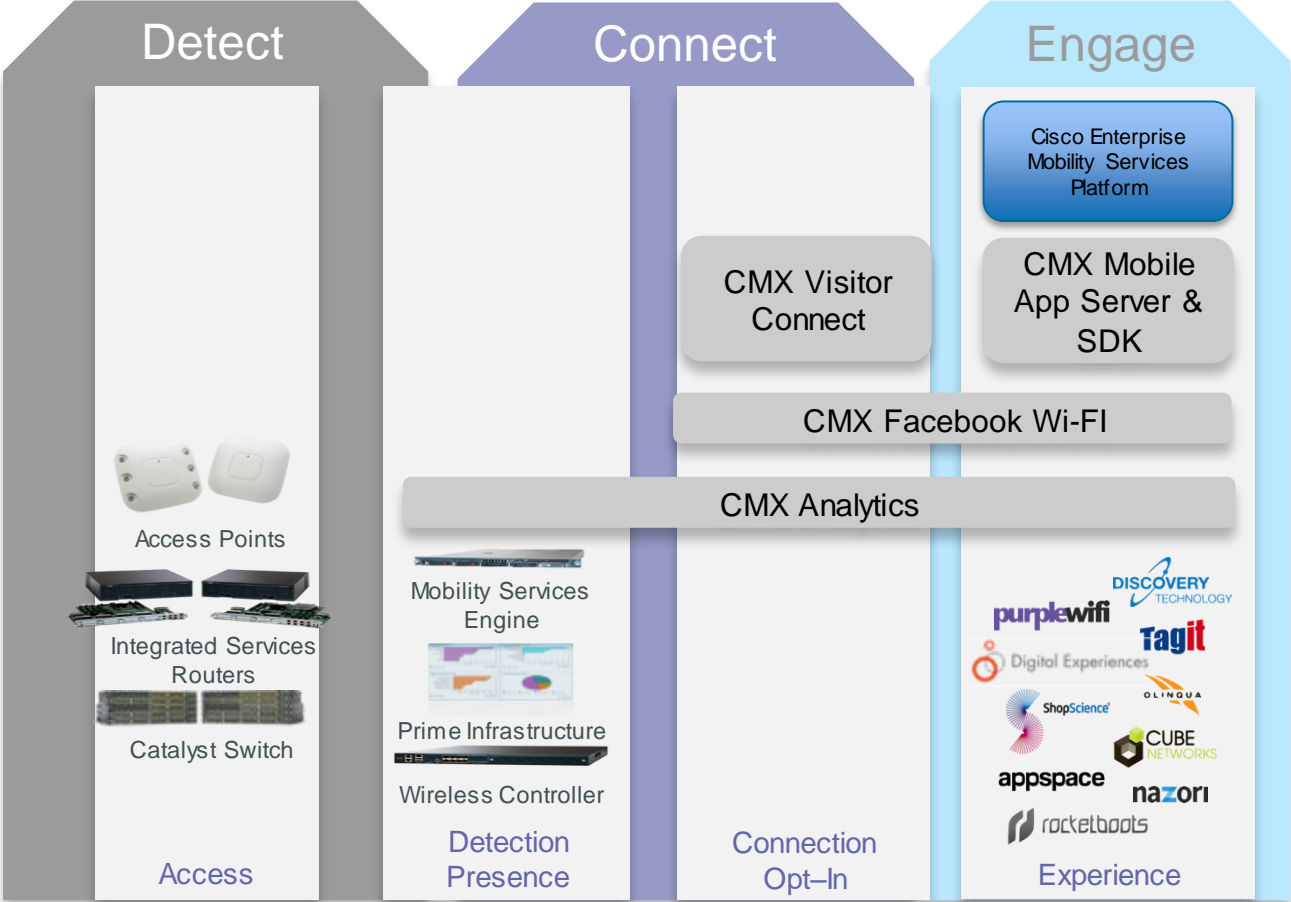 Detect
Connect
Engage
Cisco Enterprise
Mobility Services
Platform
CMX Visitor
Connect
CMX Mobile
App Server &
SDK
CMX Facebook Wi-FI
CMX Analytics
Access Points
Integrated Services
Routers
Catalyst Switch
Access
Mobility Services
Engine
Prime Infrastructure
Wireless Controller
Detection
Presence
Connection
Opt–In
DISCOVERY
TECHNOLOGY
purplewifi
Tagit
Digital Experiences
OLINQUA
ShopScience
CUBE
NETWORKS
appspace
nazori
rocketboots
Experience